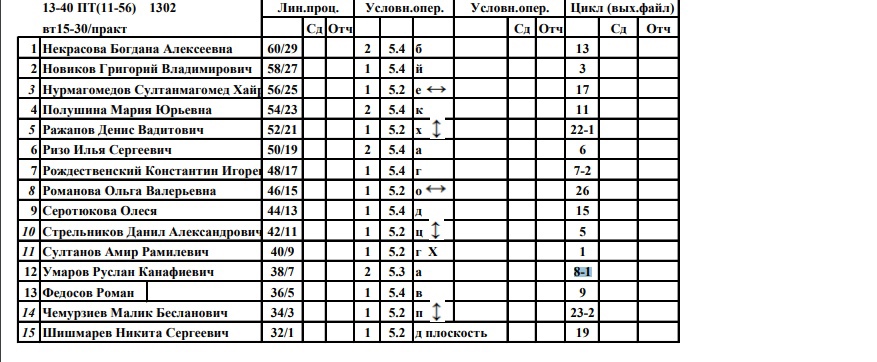 13-40 ПТ(11-56) 1302 Лин.проц. Условн.опер. Условн.опер. Цикл (вых.файл)
вт15-30/практ Сд Отч Сд Отч Сд Отч
1 Некрасова Богдана Алексеевна 60/29 2 5.4 б 13
2 Новиков Григорий Владимирович 58/27 1 5.4 й 3
3 Нурмагомедов Султанмагомед Хайр 56/25 1 5.2 е ↔ 17
4 Полушина Мария Юрьевна 54/23 2 5.4 к 11
5 Ражапов Денис Вадитович 52/21 1 5.2 х ↕ 22-1
6 Ризо Илья Сергеевич 50/19 2 5.4 а 6
7 Рождественский Константин Игорев 48/17 1 5.4 г 7-2
8 Романова Ольга Валерьевна 46/15 1 5.2 о ↔ 26
9 Серотюкова Олеся 44/13 1 5.4 д 15
10 Стрельников Данил Александрович 42/11 1 5.2 ц ↕ 5
11 Султанов Амир Рамилевич 40/9 1 5.2 г Х 1
12 Умаров Руслан Канафиевич 38/7 2 5.3 а 8-1
13 Федосов Роман 36/5 1 5.4 в 9
14 Чемурзиев Малик Бесланович 34/3 1 5.2 п ↕ 23-2
15 Шишмарев Никита Сергеевич 32/1 1 5.2 д плоскость 19